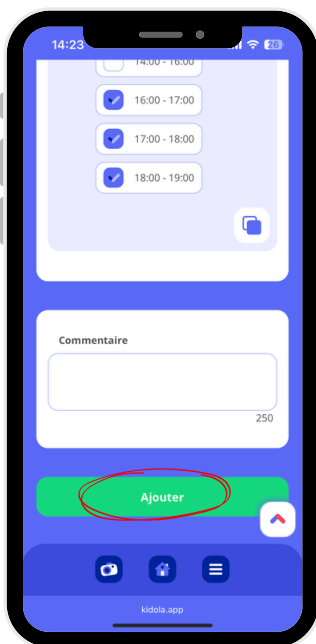 14:23
26
14:00 - 16:00
16:00 - 17:00
17:00 - 18:00
18:00 - 19:00
Commentaire
250
Ajouter
kidola.app